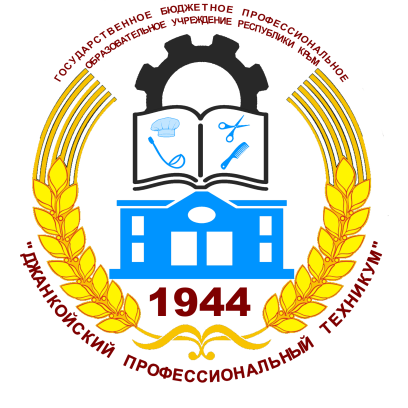 ГОСУДАРСТВЕННОЕ БЮДЖЕТНОЕ ПРОФЕССИОНАЛЬНОЕ
ОБРАЗОВАТЕЛЬНОЕ УЧРЕЖДЕНИЕ РЕСПУБЛИКИ КРЫМ
1944
"ДЖАНКОЙСКИЙ ПРОФЕССИОНАЛЬНЫЙ ТЕХНИКУМ"